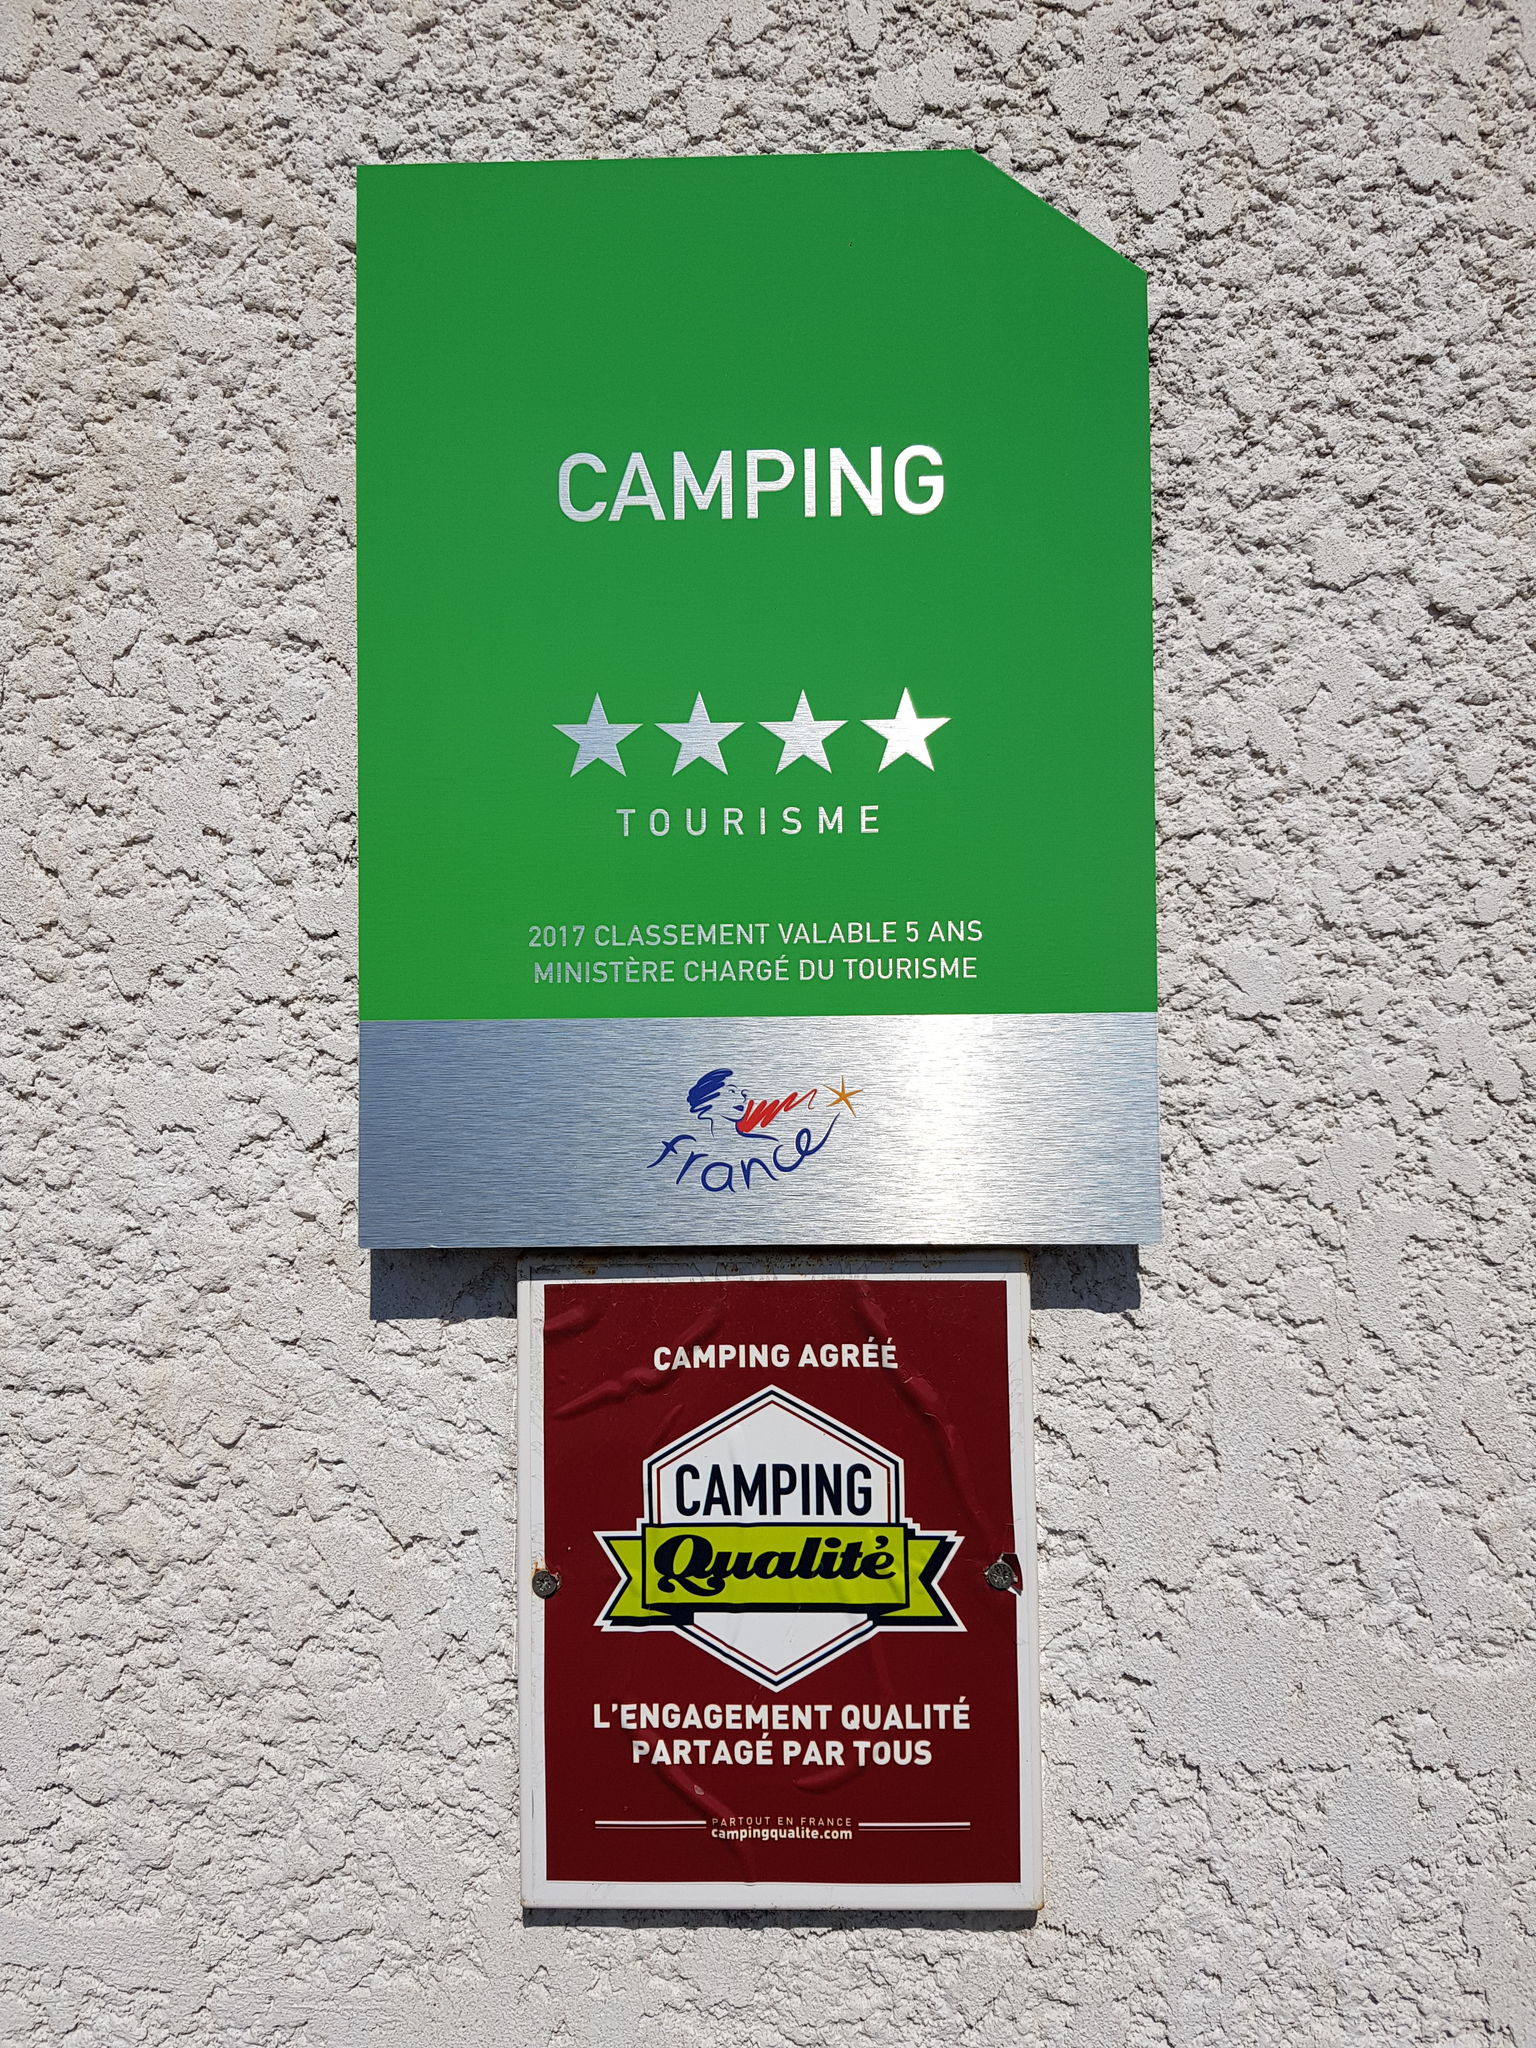 CAMPING
TOURISME
2017 CLASSEMENT VALABLE 5 ANS
MINISTÈRE CHARGÉ DU TOURISME
france
CAMPING AGRÉÉ
CAMPING
Qualité
L'ENGAGEMENT QUALITÉ
PARTAGÉ PAR TOUS
PARTOUT EN FRANCE
campingqualite.com